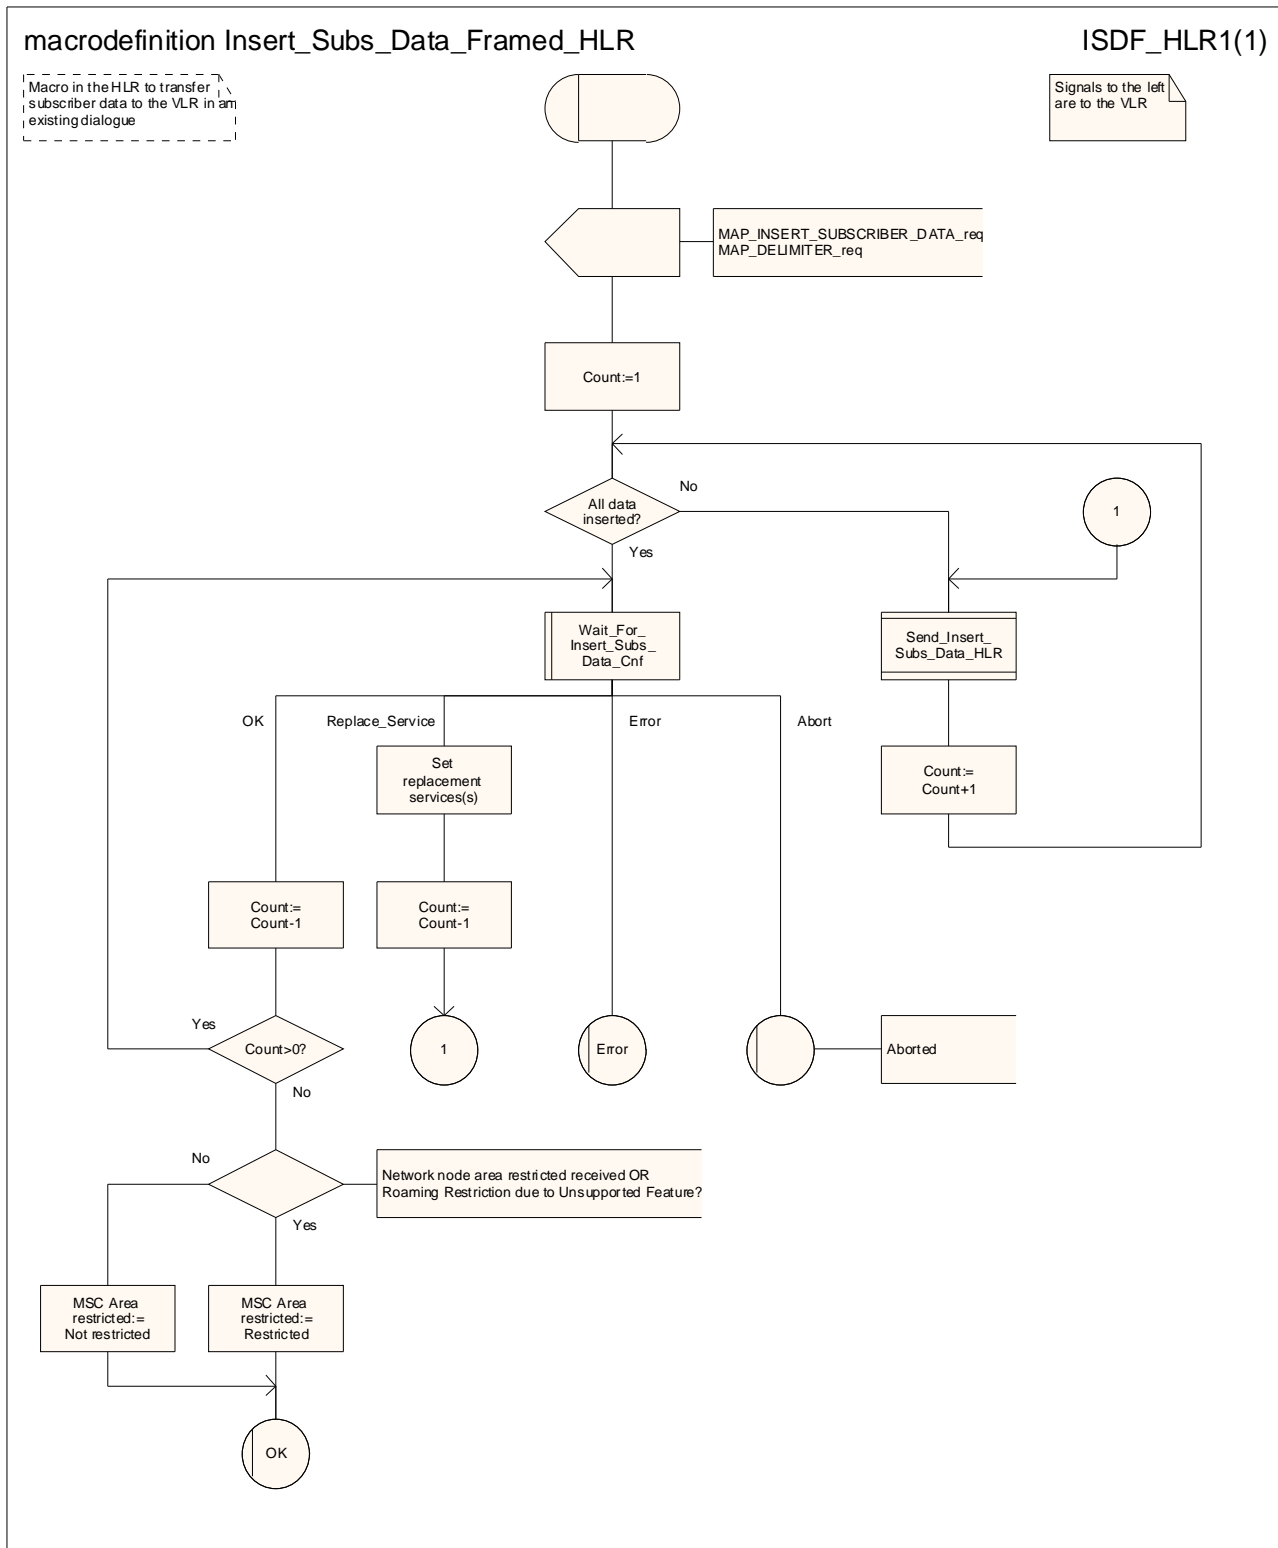 macrodefinition Insert_Subs_Data_Framed_HLR
ISDF_HLR1(1)
Macro in the HLR to transfer
subscriber data to the VLR in an
existing dialogue
Signals to the left
are to the VLR
MAP_INSERT_SUBSCRIBER_DATA_req
MAP_DELIMITER_req
Count:=1
All data
inserted?
No
Yes
1
Wait_For_
Insert_Subs_
Data_Cnf
Send_Insert_
Subs_Data_HLR
OK
Replace_Service
Error
Abort
Set
replacement
services(s)
Count:=
Count+1
Count:=
Count-1
Count:=
Count-1
Yes
Count>0?
No
1
Error
Aborted
No
Yes
Network node area restricted received OR
Roaming Restriction due to Unsupported Feature?
MSC Area
restricted:=
Not restricted
MSC Area
restricted:=
Restricted
OK